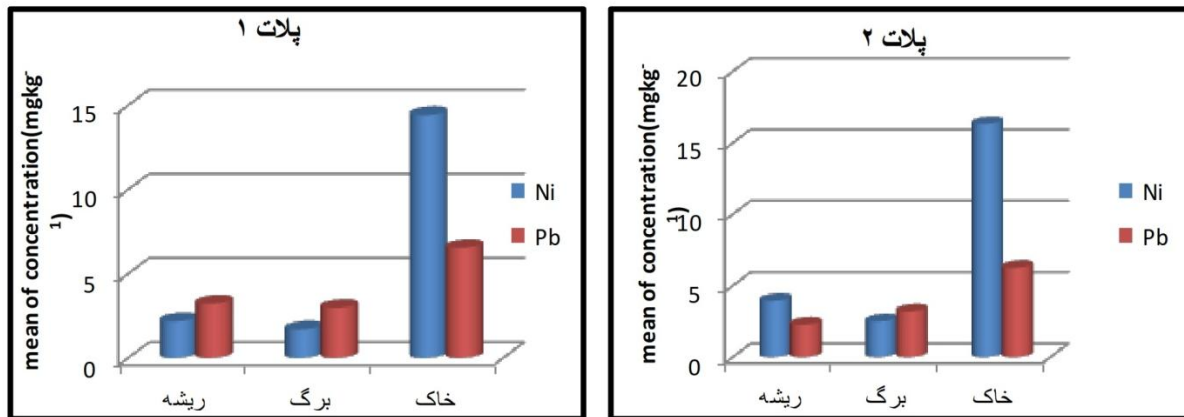 پلات ۱
mean of concentration(mgkg-
1)
15
10
5
0
ریشه
برگ
خاک
Ni
Pb
پلات ۲
mean of concentration(mgkg-
1)
20
15
10
5
0
ریشه
برگ
خاک
Ni
Pb